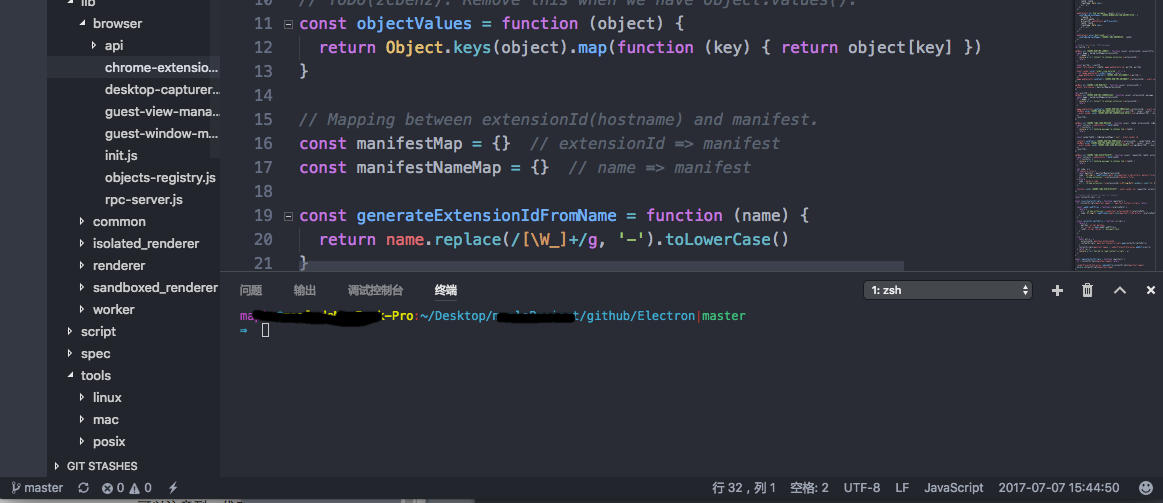 lib
browser
api
chrome-extensio...
desktop-capturer...
guest-view-mana...
guest-window-m...
init.js
objects-registry.js
rpc-server.js
common
isolated_renderer
renderer
sandboxed_renderer
worker
script
spec
tools
linux
mac
posix
GIT STASHES
10 // TODO(zcbenz): Remove this when we have Object.values().
11 const objectValues = function (object) {
12 return Object.keys(object).map(function (key) { return object[key] })
13 }
14
15 // Mapping between extensionId(hostname) and manifest.
16 const manifestMap = {} // extensionId => manifest
17 const manifestNameMap = {} // name => manifest
18
19 const generateExtensionIdFromName = function (name) {
20 return name.replace(/[\W_]+/g, '-').toLowerCase()
21 }
问题 输出 调试控制台 终端 1: zsh
-Pro:~/Desktop/ /github/Electron|master
⇒
master 0 0 行 32，列 1 空格: 2 UTF-8 LF JavaScript 2017-07-07 15:44:50